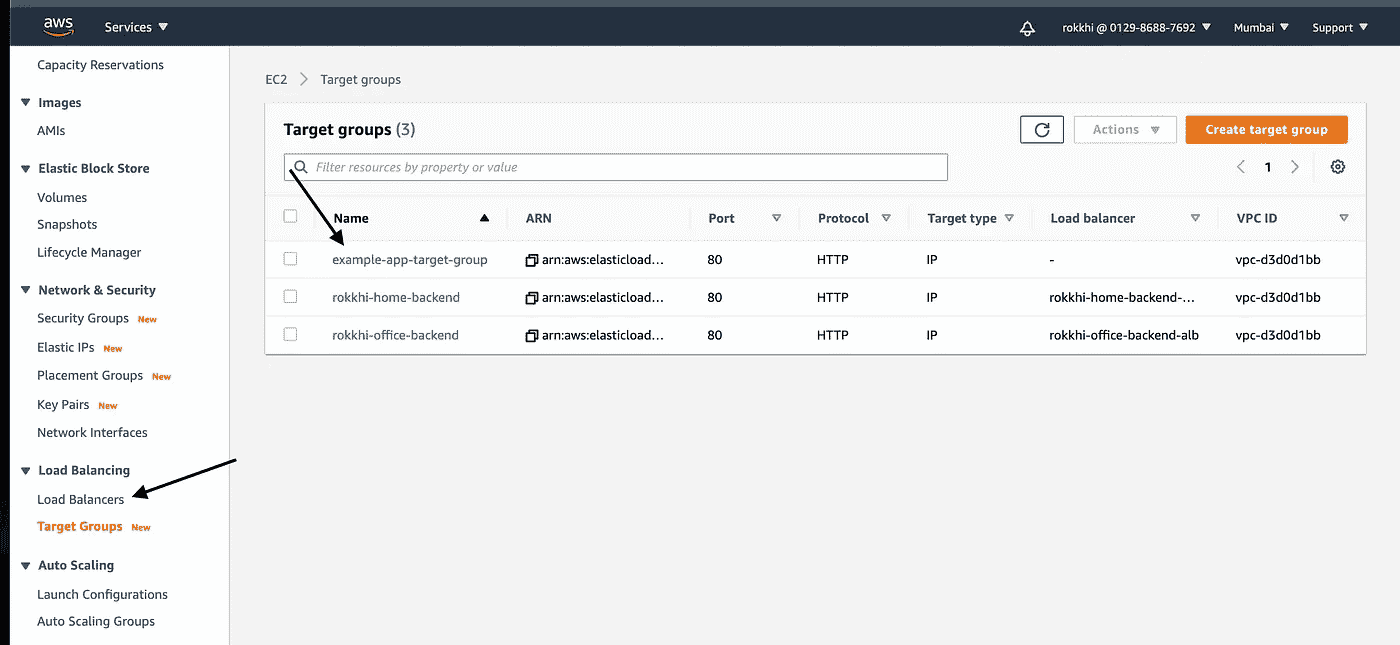 aws Services rokkhi @ 0129-8688-7692 Mumbai Support
Capacity Reservations
Images
AMIs
Elastic Block Store
Volumes
Snapshots
Lifecycle Manager
Network & Security
Security Groups New
Elastic IPs New
Placement Groups New
Key Pairs New
Network Interfaces
Load Balancing
Load Balancers
Target Groups New
Auto Scaling
Launch Configurations
Auto Scaling Groups
EC2 > Target groups
Target groups (3) Actions Create target group
Filter resources by property or value 1
Name ARN Port Protocol Target type Load balancer VPC ID
example-app-target-group arn:aws:elasticload... 80 HTTP IP - vpc-d3d0d1bb
rokkhi-home-backend arn:aws:elasticload... 80 HTTP IP rokkhi-home-backend-... vpc-d3d0d1bb
rokkhi-office-backend arn:aws:elasticload... 80 HTTP IP rokkhi-office-backend-alb vpc-d3d0d1bb